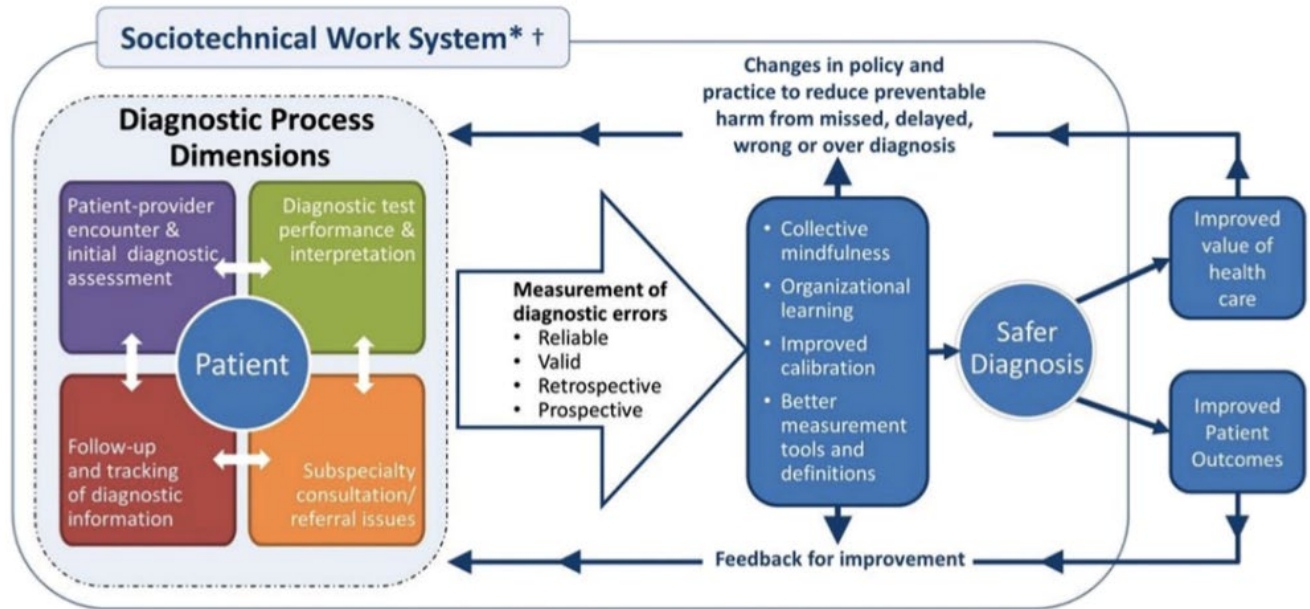 Sociotechnical Work System* †
Diagnostic Process
Dimensions
Patient-provider
encounter &
initial diagnostic
assessment
Diagnostic test
performance &
interpretation
Patient
Follow-up
and tracking
of diagnostic
information
Subspecialty
consultation/
referral issues
Measurement of
diagnostic errors
• Reliable
• Valid
• Retrospective
• Prospective
Changes in policy and
practice to reduce preventable
harm from missed, delayed,
wrong or over diagnosis
• Collective
mindfulness
• Organizational
learning
• Improved
calibration
• Better
measurement
tools and
definitions
Feedback for improvement
Safer
Diagnosis
Improved
value of
health
care
Improved
Patient
Outcomes